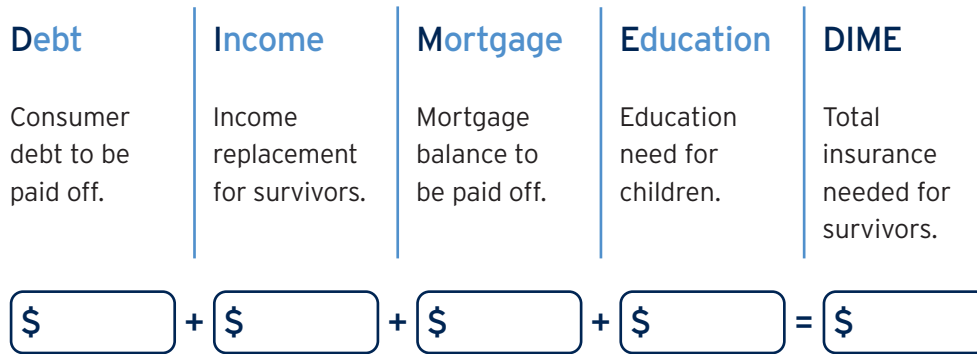 Debt
Consumer
debt to be
paid off.
Income
Income
replacement
for survivors.
Mortgage
Mortgage
balance to
be paid off.
Education
Education
need for
children.
DIME
Total
insurance
needed for
survivors.
$ + $ + $ + $ = $